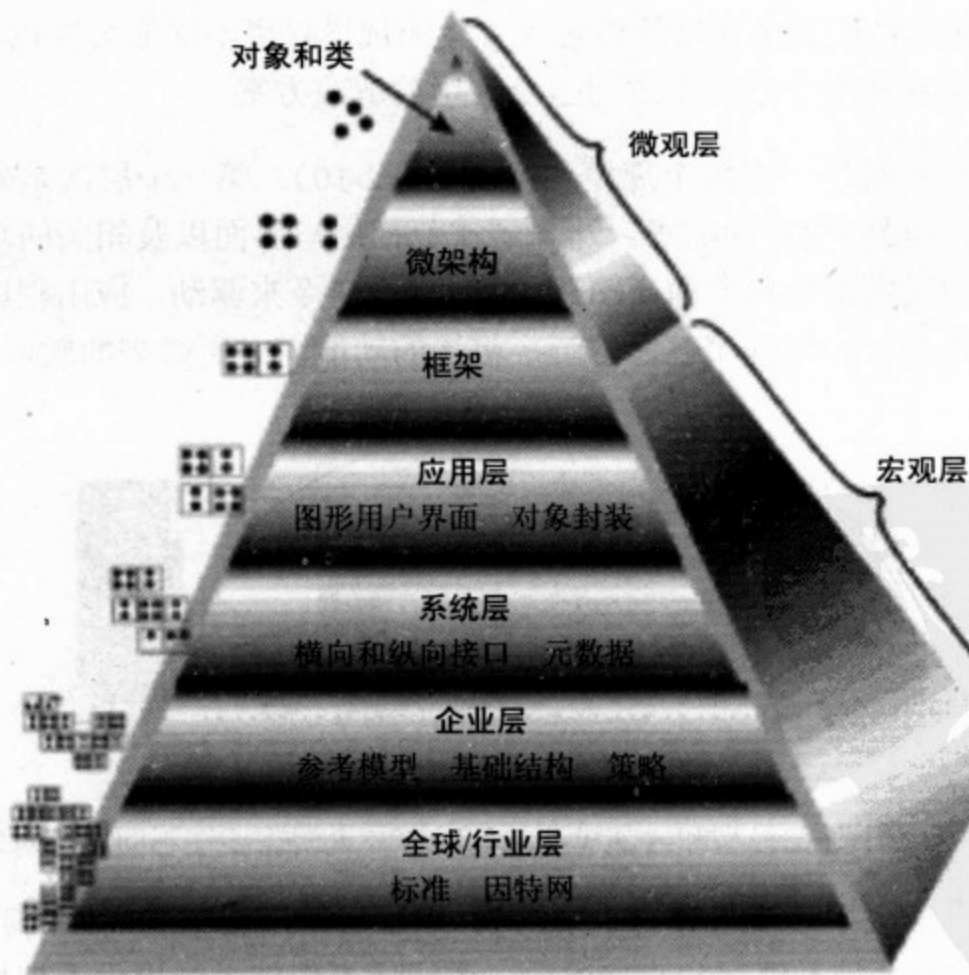 对象和类
微观层
微架构
框架
宏观层
应用层
图形用户界面 对象封装
系统层
横向和纵向接口 元数据
企业层
参考模型 基础结构 策略
全球/行业层
标准 因特网